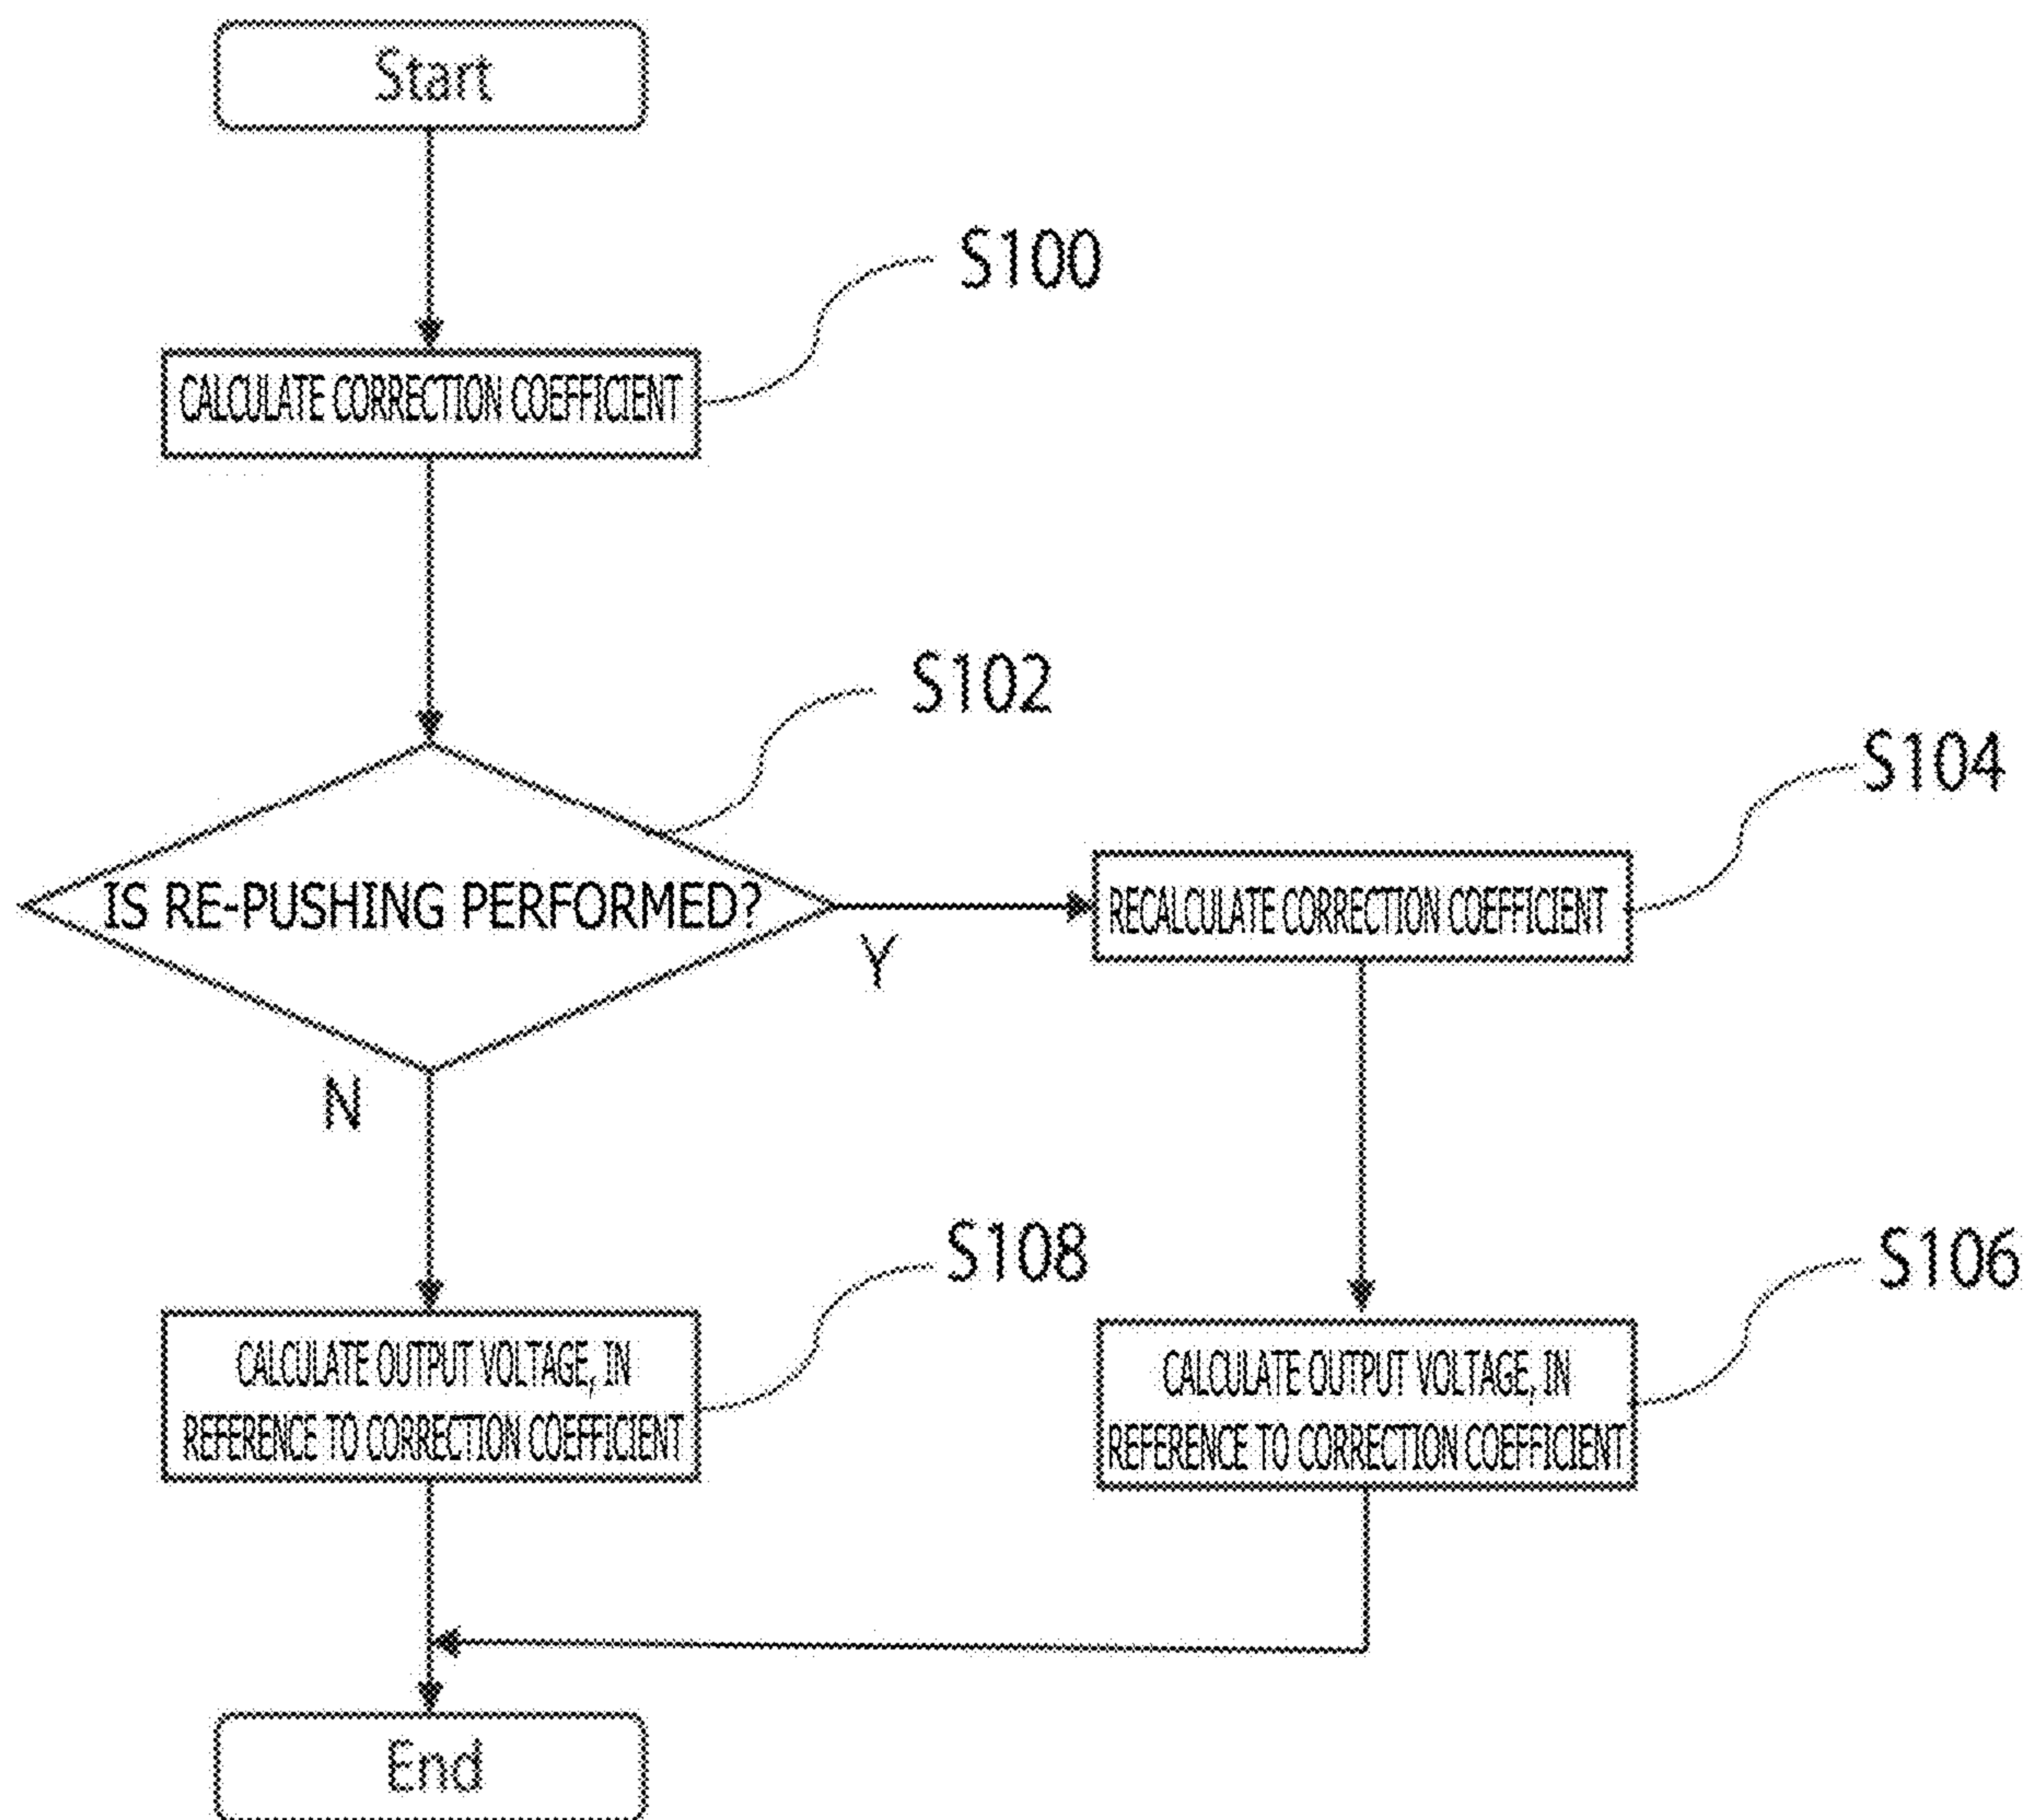 Start
S100
CALCULATE CORRECTION COEFFICIENT
S102
S104
IS RE-PUSHING PERFORMED?
RECALCULATE CORRECTION COEFFICIENT
Y
N
S108
S106
CALCULATE OUTPUT VOLTAGE, IN
REFERENCE TO CORRECTION COEFFICIENT
CALCULATE OUTPUT VOLTAGE, IN
REFERENCE TO CORRECTION COEFFICIENT
End